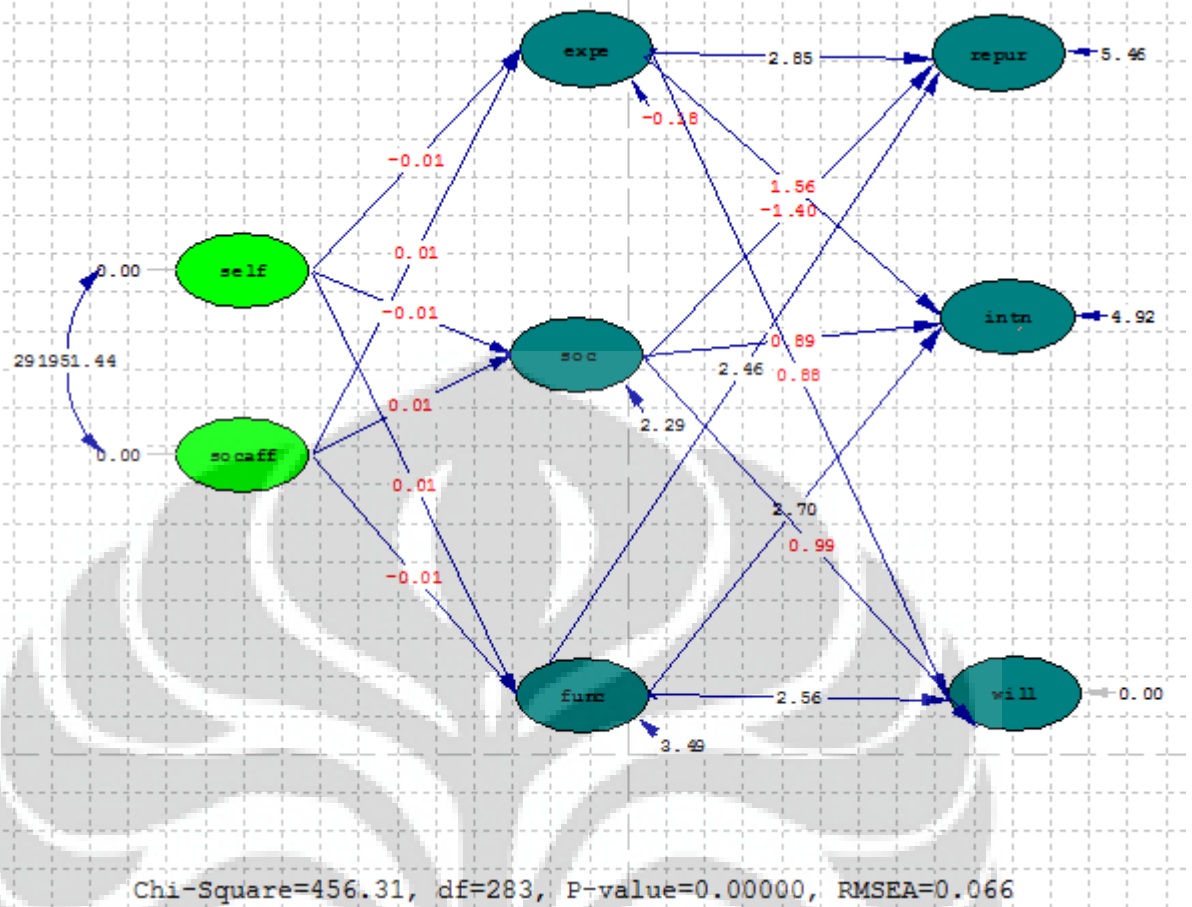 expe
repur
2.85
5.46
-0.18
-0.01
1.56
-1.40
0.01
0.00
self
-0.01
intn
4.92
291951.44
soc
0.89
2.46
0.88
0.01
2.29
0.00
socaff
0.01
2.70
0.99
-0.01
func
2.56
will
0.00
3.49
Chi-Square=456.31, df=283, P-value=0.00000, RMSEA=0.066